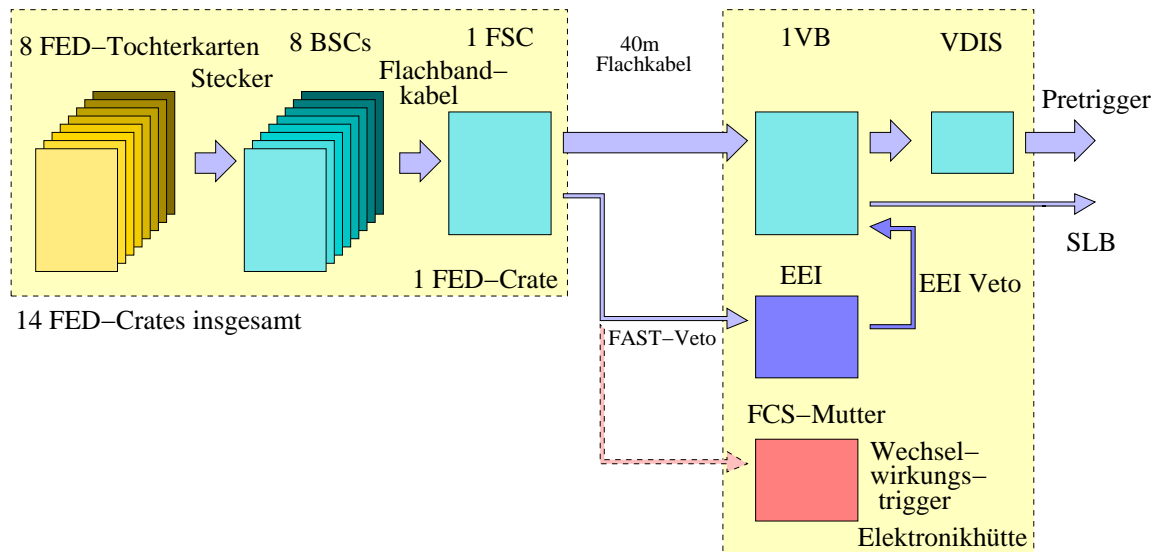 8 FED−Tochterkarten
Stecker
8 BSCs
Flachband−
kabel
1 FSC
1 FED−Crate
14 FED−Crates insgesamt
40m
Flachkabel
FAST−Veto
1VB
VDIS
Pretrigger
SLB
EEI
EEI Veto
FCS−Mutter
Wechsel−
wirkungs−
trigger
Elektronikhütte